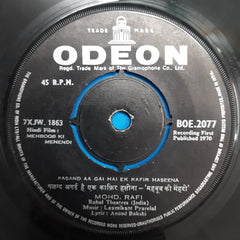 TRADE MARK
ODEON
Regd. Trade Mark of The Gramophone Co. Ltd.
45 R.P.M.
7XJW. 1863
Hindi Film :
MEHBOOB KI
MEHENDI
BOE.2077
Recording First
Published 1970
PASAND AA GAI HAI EK KAFIR HASEENA
पसन्द आगई है एक काफ़िर हसीना - 'महबूब की मेंहदी'
MOHD. RAFI
Rahul Theatres (India)
Music : Laxmikant Pyarelal
Lyric : Anand Bakshi